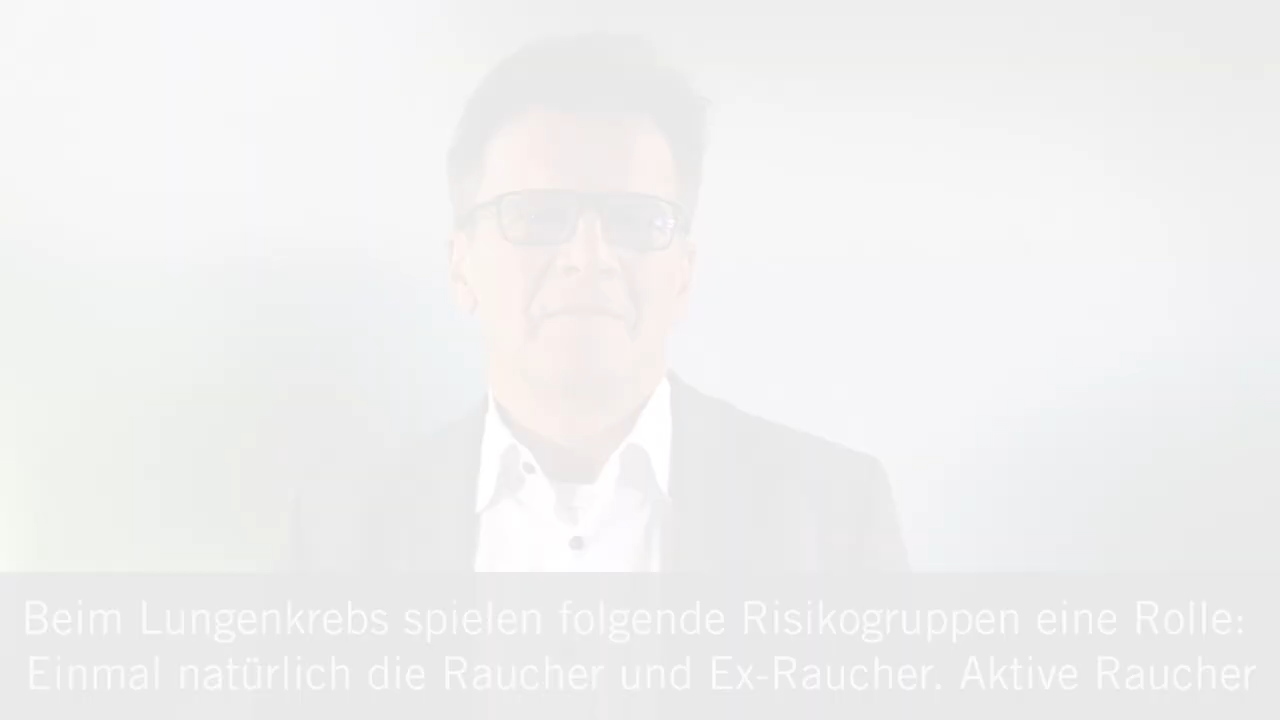 Beim Lungenkrebs spielen folgende Risikogruppen eine Rolle:
Einmal natürlich die Raucher und Ex-Raucher. Aktive Raucher